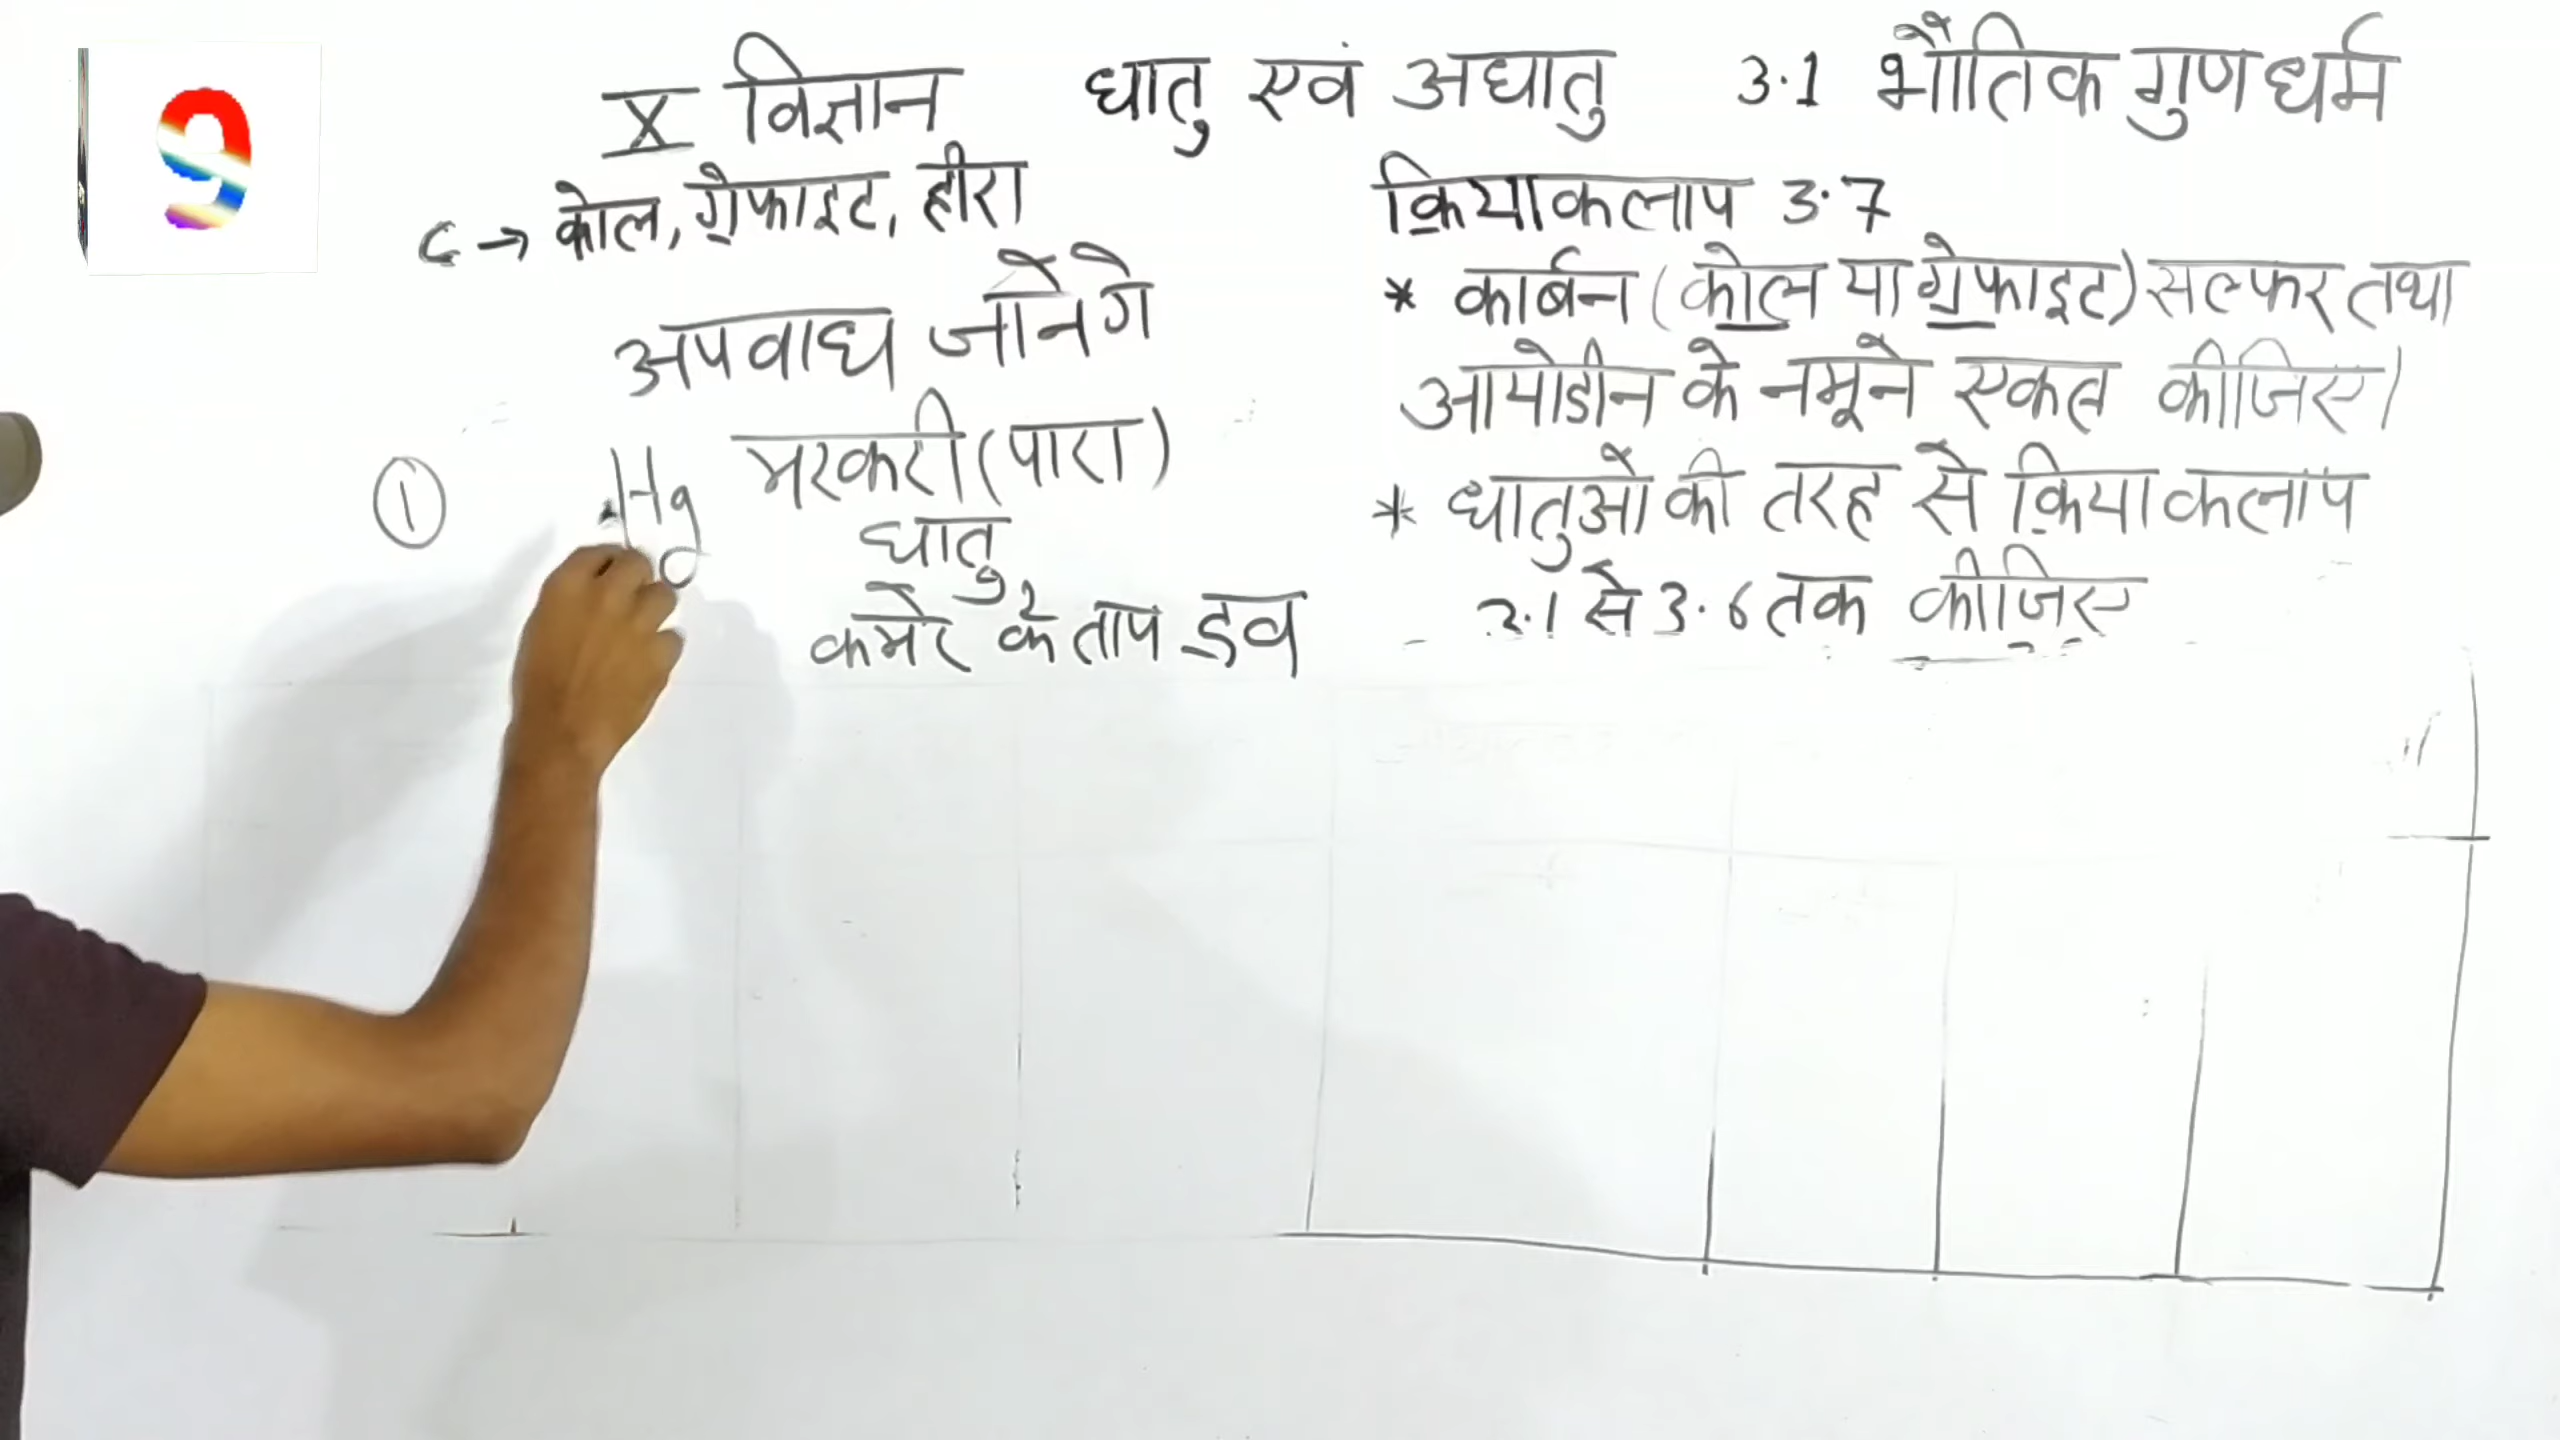 9
X विज्ञान धातु एवं अधातु 3.1 भौतिक गुणधर्म
C → कोल, ग्रेफाइट, हीरा
अपवाध जानेगे
① Hg मरकरी (पारा)
धातु
कमरे के ताप द्रव
क्रियाकलाप 3.7
* कार्बन (कोल या ग्रेफाइट) सल्फर तथा
आयोडीन के नमूने एकत्र कीजिए।
* धातुओ की तरह से क्रियाकलाप
3.1 से 3.6 तक कीजिए